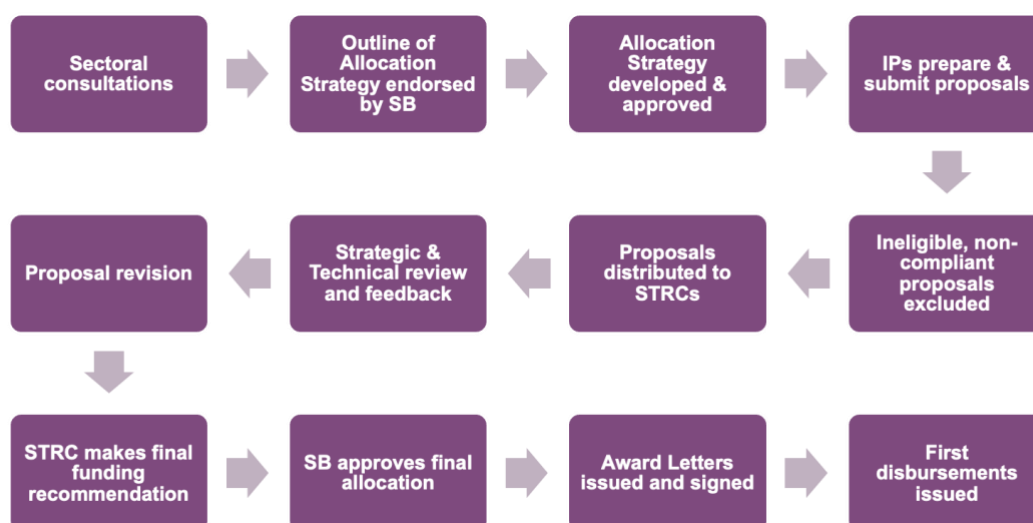 Sectoral
consultations
Outline of
Allocation
Strategy endorsed
by SB
Allocation
Strategy
developed &
approved
IPs prepare &
submit proposals
Ineligible, non-
compliant
proposals
excluded
Proposals
distributed to
STRCs
Strategic &
Technical review
and feedback
Proposal revision
STRC makes final
funding
recommendation
SB approves final
allocation
Award Letters
issued and signed
First
disbursements
issued